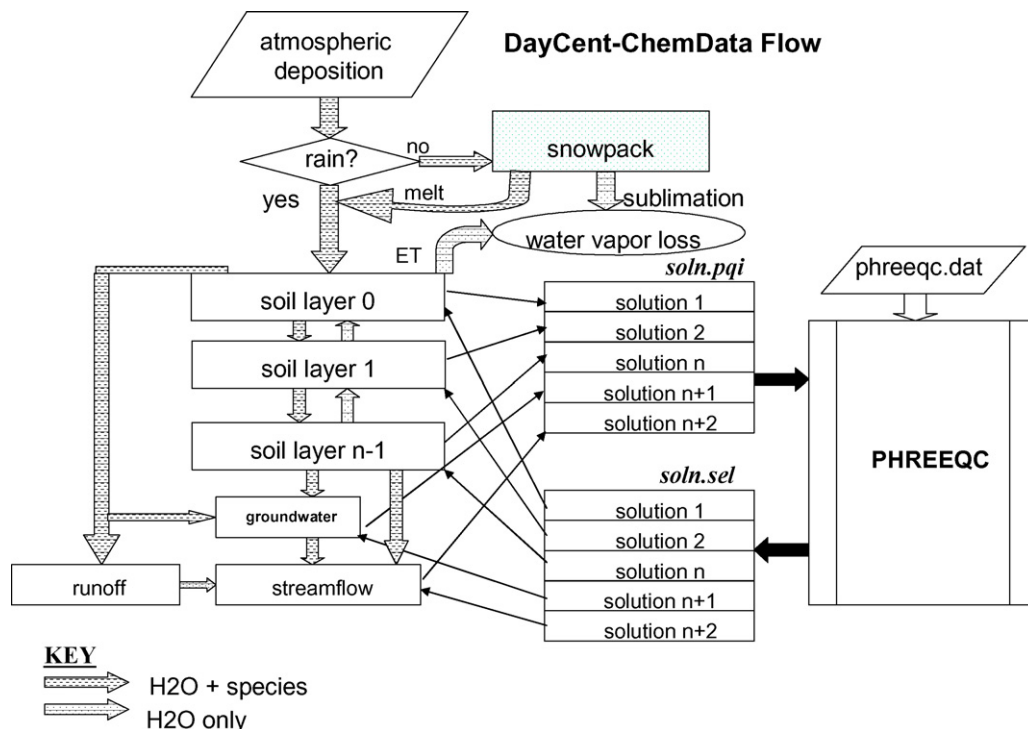 DayCent-ChemData Flow
atmospheric
deposition
rain?
no
snowpack
yes
melt
sublimation
ET
water vapor loss
soln.pqi
phreeqc.dat
soil layer 0
solution 1
solution 2
soil layer 1
solution n
solution n+1
solution n+2
soil layer n-1
PHREEQC
soln.sel
solution 1
groundwater
solution 2
solution n
runoff
streamflow
solution n+1
solution n+2
KEY
H2O + species
H2O only